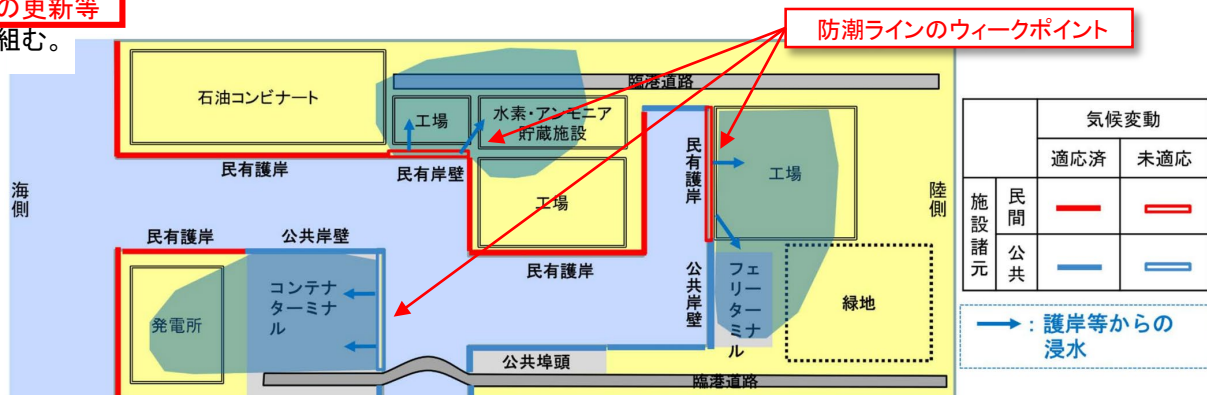 の更新等
組む。
防潮ラインのウィークポイント
臨港道路
石油コンビナート
工場
水素・アンモニア
貯蔵施設
民有護岸
民有岸壁
工場
民有護岸
工場
海側
陸側
民有護岸
公共岸壁
民有護岸
公共岸壁
コンテナ
ターミナ
ル
発電所
フェリーターミナル
緑地
公共埠頭
臨港道路
気候変動
適応済
未適応
施設諸元
民間
公共
:護岸等からの
浸水